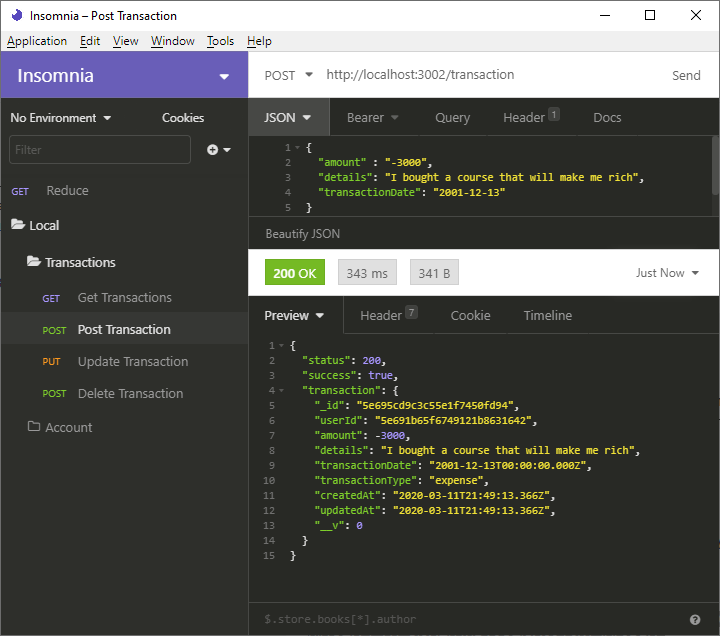 Insomnia – Post Transaction
Application Edit View Window Tools Help
Insomnia
POST http://localhost:3002/transaction Send
No Environment Cookies
JSON Bearer Query Header 1 Docs
Filter
GET Reduce
Local
Transactions
GET Get Transactions
POST Post Transaction
PUT Update Transaction
POST Delete Transaction
Account
1 {
2 "amount" : "-3000",
3 "details": "I bought a course that will make me rich",
4 "transactionDate": "2001-12-13"
5 }
Beautify JSON
200 OK 343 ms 341 B Just Now
Preview Header 7 Cookie Timeline
1 {
2 "status": 200,
3 "success": true,
4 "transaction": {
5 "_id": "5e695cd9c3c55e1f7450fd94",
6 "userId": "5e691b65f6749121b8631642",
7 "amount": -3000,
8 "details": "I bought a course that will make me rich",
9 "transactionDate": "2001-12-13T00:00:00.000Z",
10 "transactionType": "expense",
11 "createdAt": "2020-03-11T21:49:13.366Z",
12 "updatedAt": "2020-03-11T21:49:13.366Z",
13 "__v": 0
14 }
15 }
$.store.books[*].author